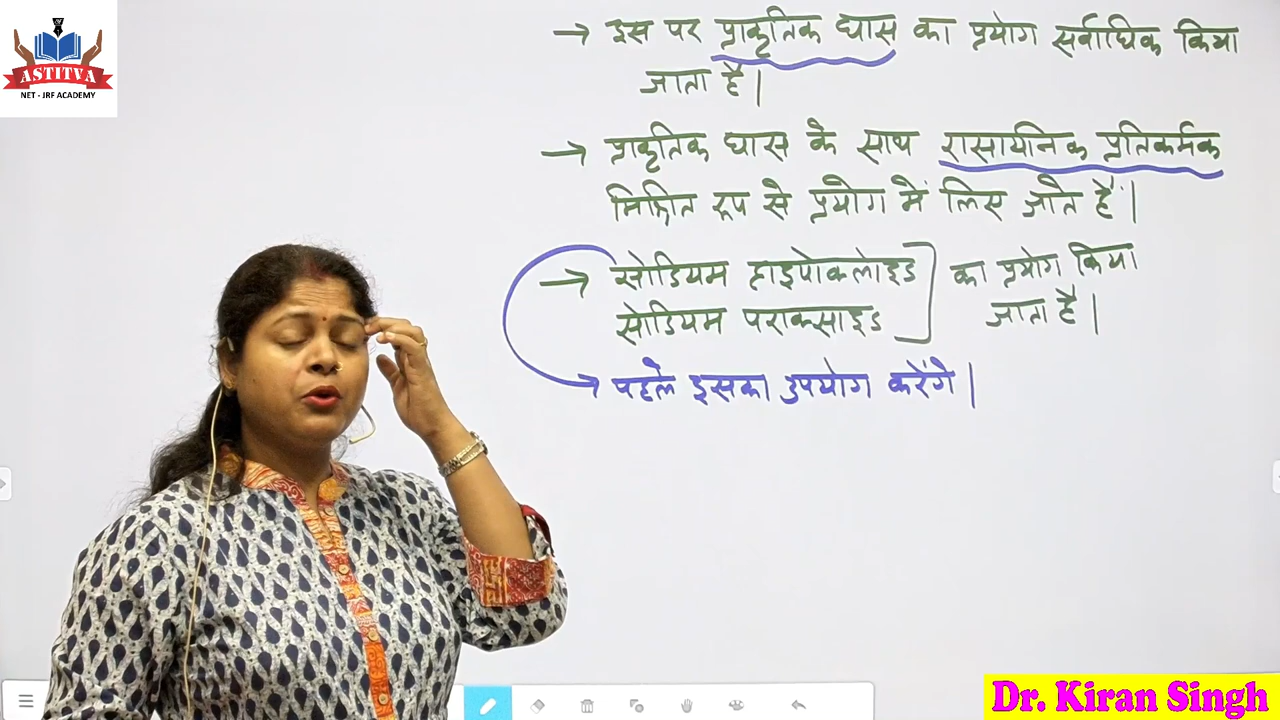 ASTITVA
NET - JRF ACADEMY
→ इस पर प्राकृतिक घास का प्रयोग सर्वाधिक किया
जाता है।
→ प्राकृतिक घास के साथ रासायनिक प्रतिकर्मक
मिश्रित रूप से प्रयोग में लिए जाते हैं।
→ सोडियम हाइपोक्लोइड ] का प्रयोग किया
सोडियम पराक्साइड जाता है।
→ पहले इसका उपयोग करेंगे।
Dr. Kiran Singh